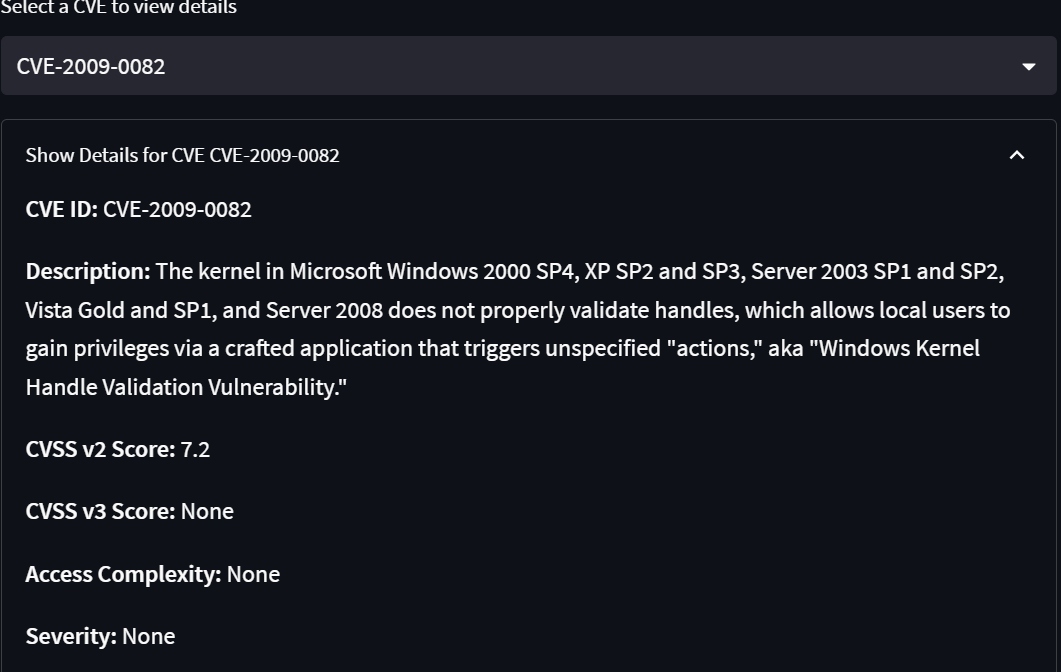 Select a CVE to view details
CVE-2009-0082
Show Details for CVE CVE-2009-0082
CVE ID: CVE-2009-0082
Description: The kernel in Microsoft Windows 2000 SP4, XP SP2 and SP3, Server 2003 SP1 and SP2,
Vista Gold and SP1, and Server 2008 does not properly validate handles, which allows local users to
gain privileges via a crafted application that triggers unspecified "actions," aka "Windows Kernel
Handle Validation Vulnerability."
CVSS v2 Score: 7.2
CVSS v3 Score: None
Access Complexity: None
Severity: None